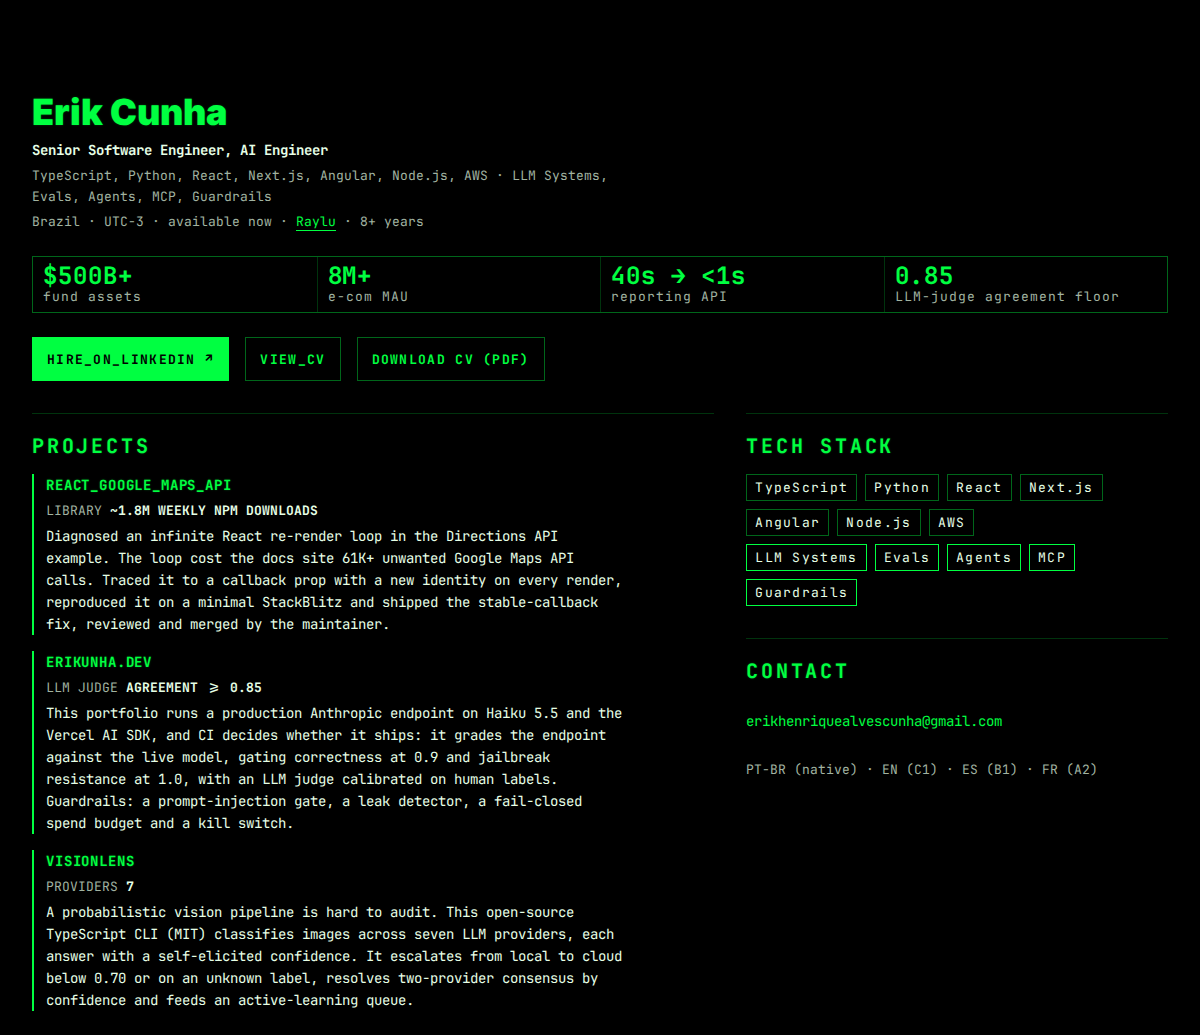 Erik Cunha
Senior Software Engineer, AI Engineer
TypeScript, Python, React, Next.js, Angular, Node.js, AWS · LLM Systems,
Evals, Agents, MCP, Guardrails
Brazil · UTC-3 · available now · Raylu · 8+ years
$500B+
fund assets
8M+
e-com MAU
40s → <1s
reporting API
0.85
LLM-judge agreement floor
HIRE_ON_LINKEDIN ↗
VIEW_CV
DOWNLOAD CV (PDF)
PROJECTS
REACT_GOOGLE_MAPS_API
LIBRARY ~1.8M WEEKLY NPM DOWNLOADS
Diagnosed an infinite React re-render loop in the Directions API
example. The loop cost the docs site 61K+ unwanted Google Maps API
calls. Traced it to a callback prop with a new identity on every render,
reproduced it on a minimal StackBlitz and shipped the stable-callback
fix, reviewed and merged by the maintainer.
ERIKUNHA.DEV
LLM JUDGE AGREEMENT ⩾ 0.85
This portfolio runs a production Anthropic endpoint on Haiku 5.5 and the
Vercel AI SDK, and CI decides whether it ships: it grades the endpoint
against the live model, gating correctness at 0.9 and jailbreak
resistance at 1.0, with an LLM judge calibrated on human labels.
Guardrails: a prompt-injection gate, a leak detector, a fail-closed
spend budget and a kill switch.
VISIONLENS
PROVIDERS 7
A probabilistic vision pipeline is hard to audit. This open-source
TypeScript CLI (MIT) classifies images across seven LLM providers, each
answer with a self-elicited confidence. It escalates from local to cloud
below 0.70 or on an unknown label, resolves two-provider consensus by
confidence and feeds an active-learning queue.
TECH STACK
TypeScript Python React Next.js
Angular Node.js AWS
LLM Systems Evals Agents MCP
Guardrails
CONTACT
erikhenriquealvescunha@gmail.com
PT-BR (native) · EN (C1) · ES (B1) · FR (A2)